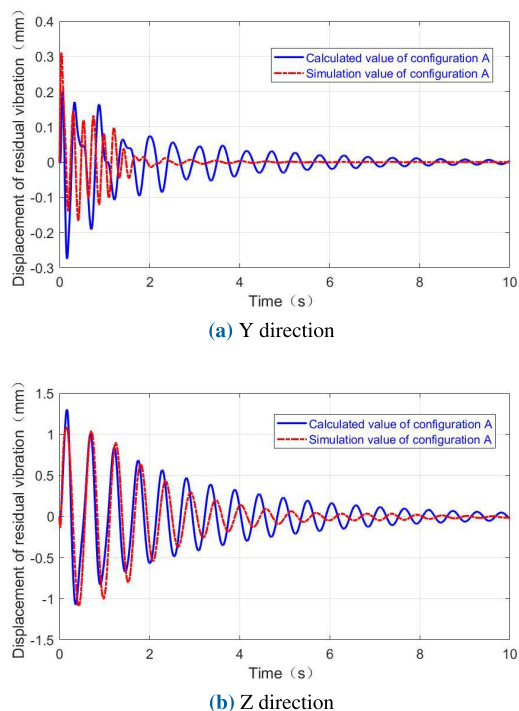 Displacement of residual vibration（mm）
0.4
0.3
0.2
0.1
0
-0.1
-0.2
-0.3
Calculated value of configuration A
Simulation value of configuration A
0 2 4 6 8 10
Time（s）
(a) Y direction
Displacement of residual vibration（mm）
1.5
1
0.5
0
-0.5
-1
-1.5
Calculated value of configuration A
Simulation value of configuration A
0 2 4 6 8 10
Time（s）
(b) Z direction